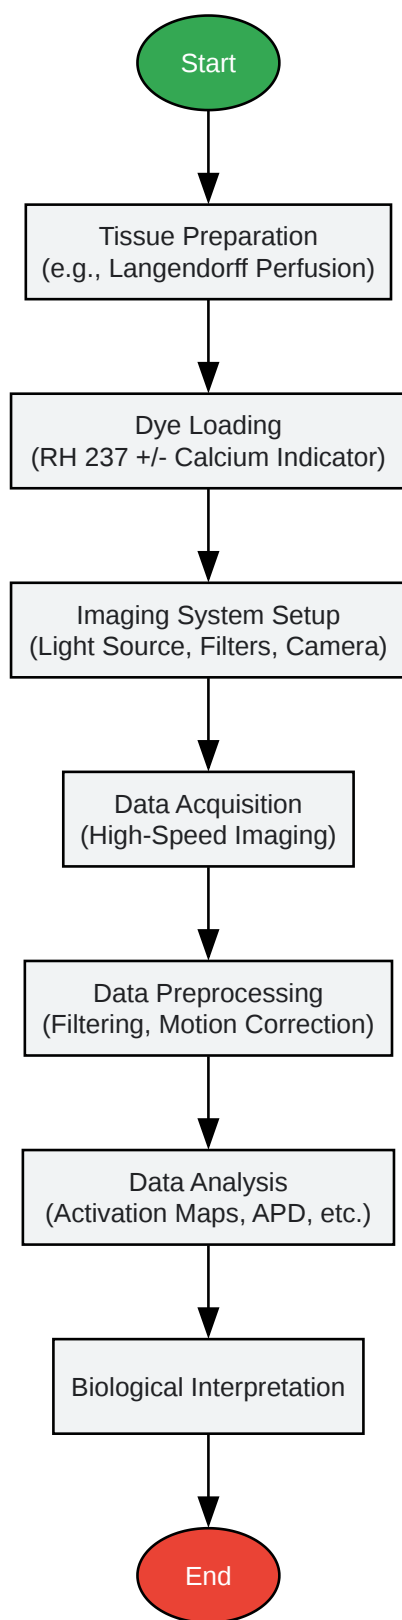 Start
Tissue Preparation
(e.g., Langendorff Perfusion)
Dye Loading
(RH 237 +/- Calcium Indicator)
Imaging System Setup
(Light Source, Filters, Camera)
Data Acquisition
(High-Speed Imaging)
Data Preprocessing
(Filtering, Motion Correction)
Data Analysis
(Activation Maps, APD, etc.)
Biological Interpretation
End